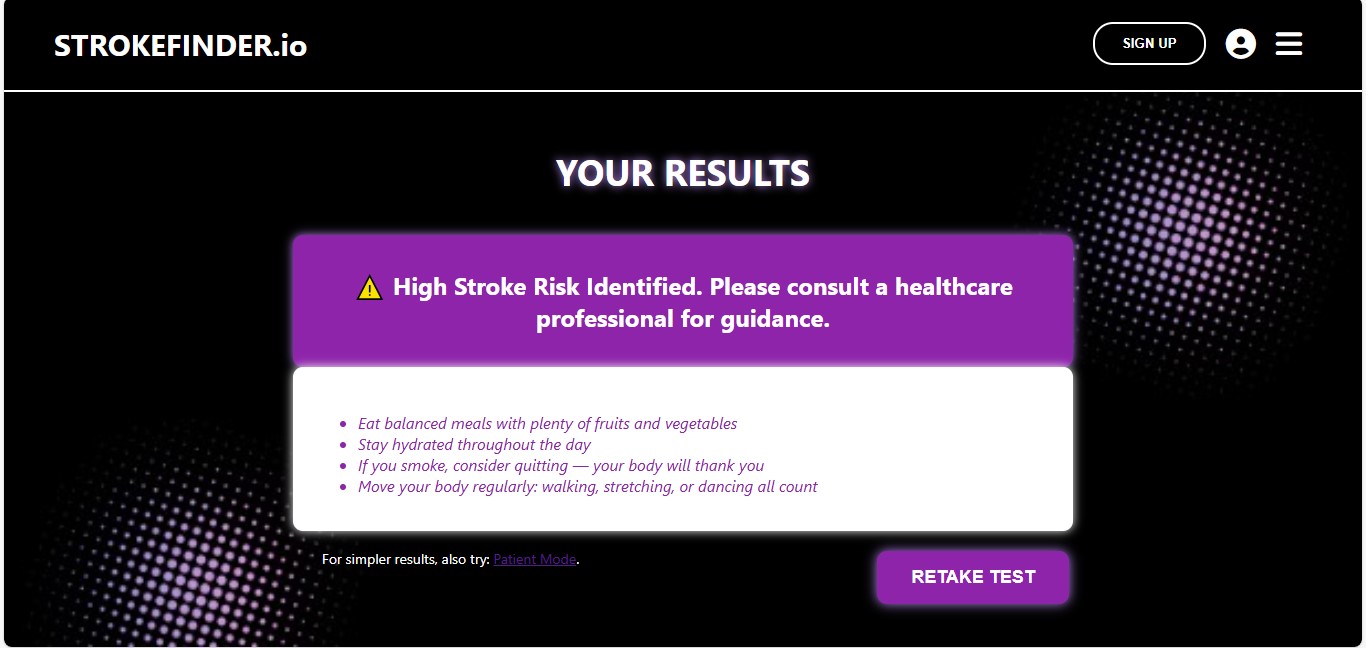 STROKEFINDER.io
SIGN UP
YOUR RESULTS
⚠ High Stroke Risk Identified. Please consult a healthcare
professional for guidance.
• Eat balanced meals with plenty of fruits and vegetables
• Stay hydrated throughout the day
• If you smoke, consider quitting — your body will thank you
• Move your body regularly: walking, stretching, or dancing all count
For simpler results, also try: Patient Mode.
RETAKE TEST